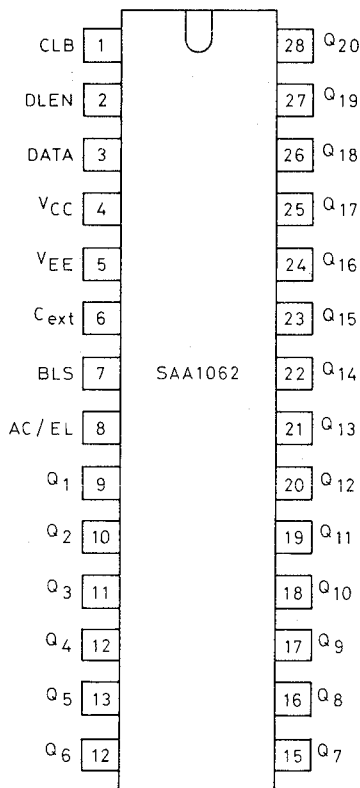 CLB 1 28 Q20
DLEN 2 27 Q19
DATA 3 26 Q18
VCC 4 25 Q17
VEE 5 24 Q16
Cext 6 23 Q15
BLS 7 SAA1062 22 Q14
AC/EL 8 21 Q13
Q1 9 20 Q12
Q2 10 19 Q11
Q3 11 18 Q10
Q4 12 17 Q9
Q5 13 16 Q8
Q6 12 15 Q7